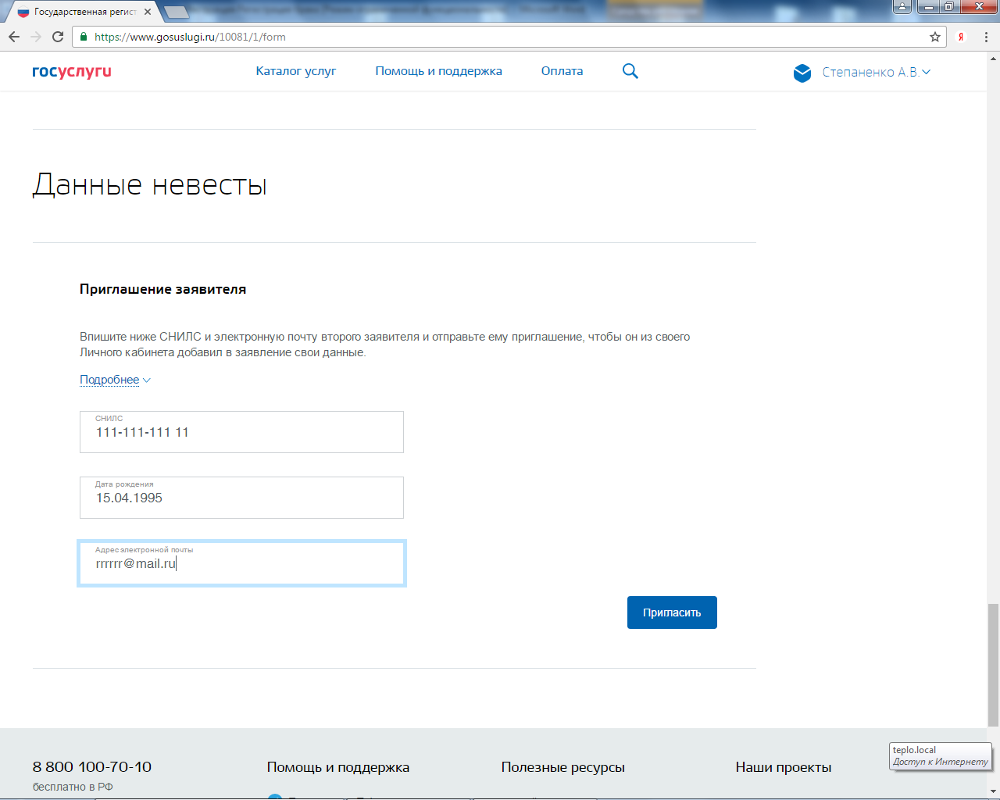 Государственная регист
https://www.gosuslugi.ru/10081/1/form
Я
госуслуги
Каталог услуг
Помощь и поддержка
Оплата
Степаненко А.В.
Данные невесты
Приглашение заявителя
Впишите ниже СНИЛС и электронную почту второго заявителя и отправьте ему приглашение, чтобы он из своего
Личного кабинета добавил в заявление свои данные.
Подробнее
СНИЛС
111-111-111 11
Дата рождения
15.04.1995
Адрес электронной почты
rrrrrr@mail.ru
Пригласить
8 800 100-70-10
бесплатно в РФ
Помощь и поддержка
Полезные ресурсы
Наши проекты
teplo.local
Доступ к Интернету